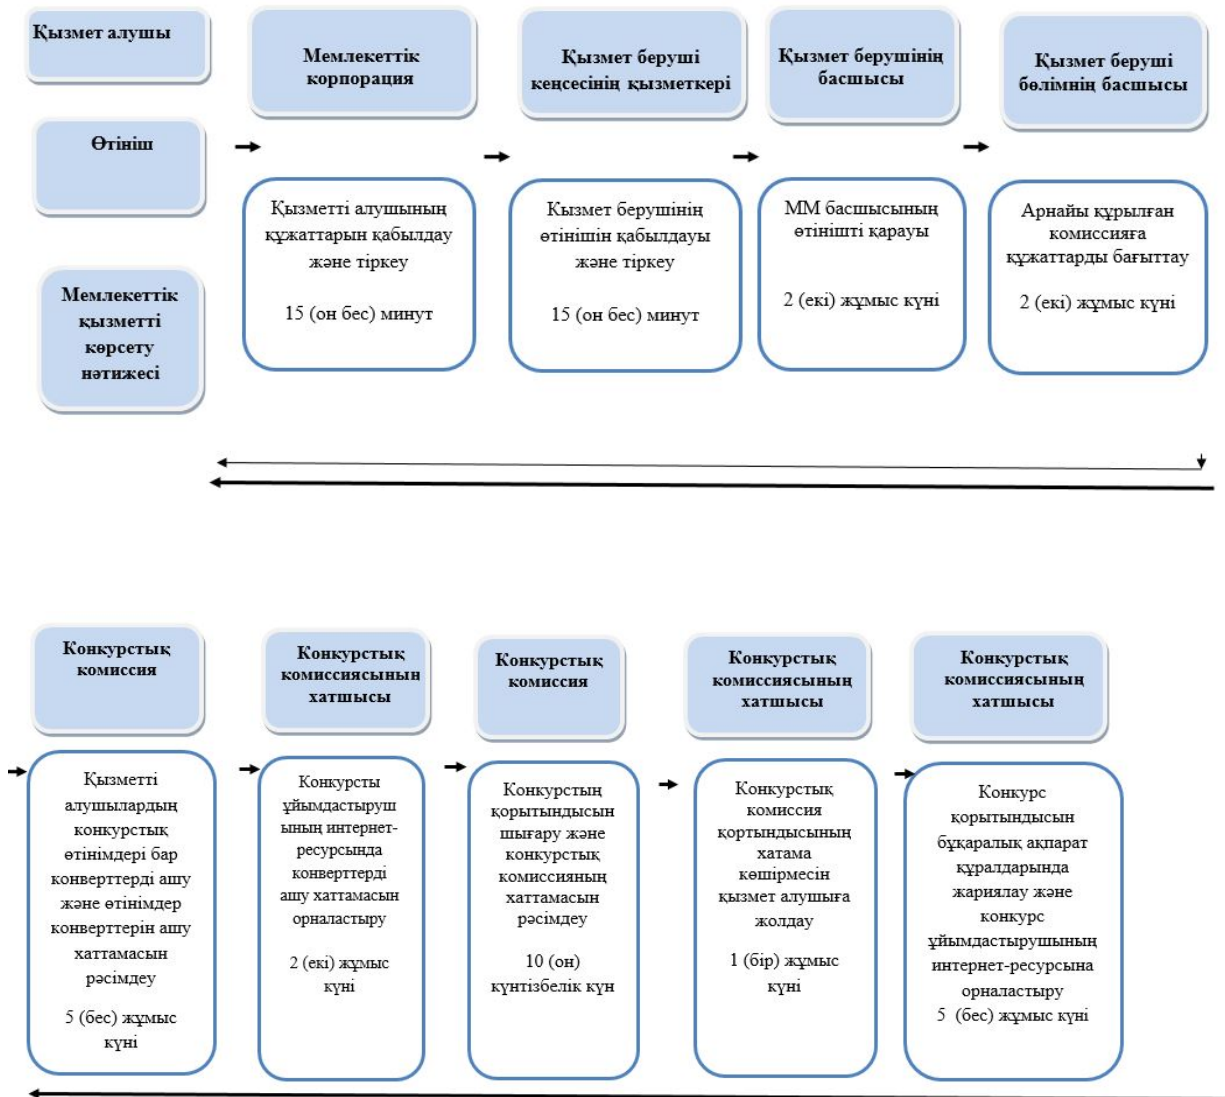 Қызмет алушы
Өтініш
Мемлекеттік
қызметті
көрсету
нәтижесі
Мемлекеттік
корпорация
Қызметті алушының
құжаттарын қабылдау
және тіркеу
15 (он бес) минут
Қызмет беруші
кеңсесінің қызметкері
Кызмет берушінің
өтінішін қабылдауы
және тіркеу
15 (он бес) минут
Қызмет берушінің
басшысы
ММ басшысының
өтінішті қарауы
2 (екі) жұмыс күні
Қызмет беруші
бөлімнің басшысы
Арнайы құрылған
комиссияға
құжаттарды бағыттау
2 (екі) жұмыс күні
Конкурстық
комиссия
Қызметті
алушылардың
конкурстық
өтінімдері бар
конверттерді ашу
және өтінімдер
конверттерін ашу
хаттамасын
рәсімдеу
5 (бес) жұмыс
күні
Конкурстық
комиссиясының
хатшысы
Конкурсты
ұйымдастыруш
ының интернет-
ресурсында
конверттерді
ашу хаттамасын
орналастыру
2 (екі) жұмыс
күні
Конкурстық
комиссия
Конкурстың
қорытындысын
шығару және
конкурстық
комиссияның
хаттамасын
рәсімдеу
10 (он)
күнтізбелік күн
Конкурстық
комиссиясының
хатшысы
Конкурстық
комиссия
қортындысының
хатама
көшірмесін
қызмет алушыға
жолдау
1 (бір) жұмыс
күні
Конкурстық
комиссиясының
хатшысы
Конкурс
қорытындысын
бұқаралық ақпарат
құралдарында
жариялау және
конкурс
ұйымдастырушының
интернет-ресурсына
орналастыру
5 (бес) жұмыс күні